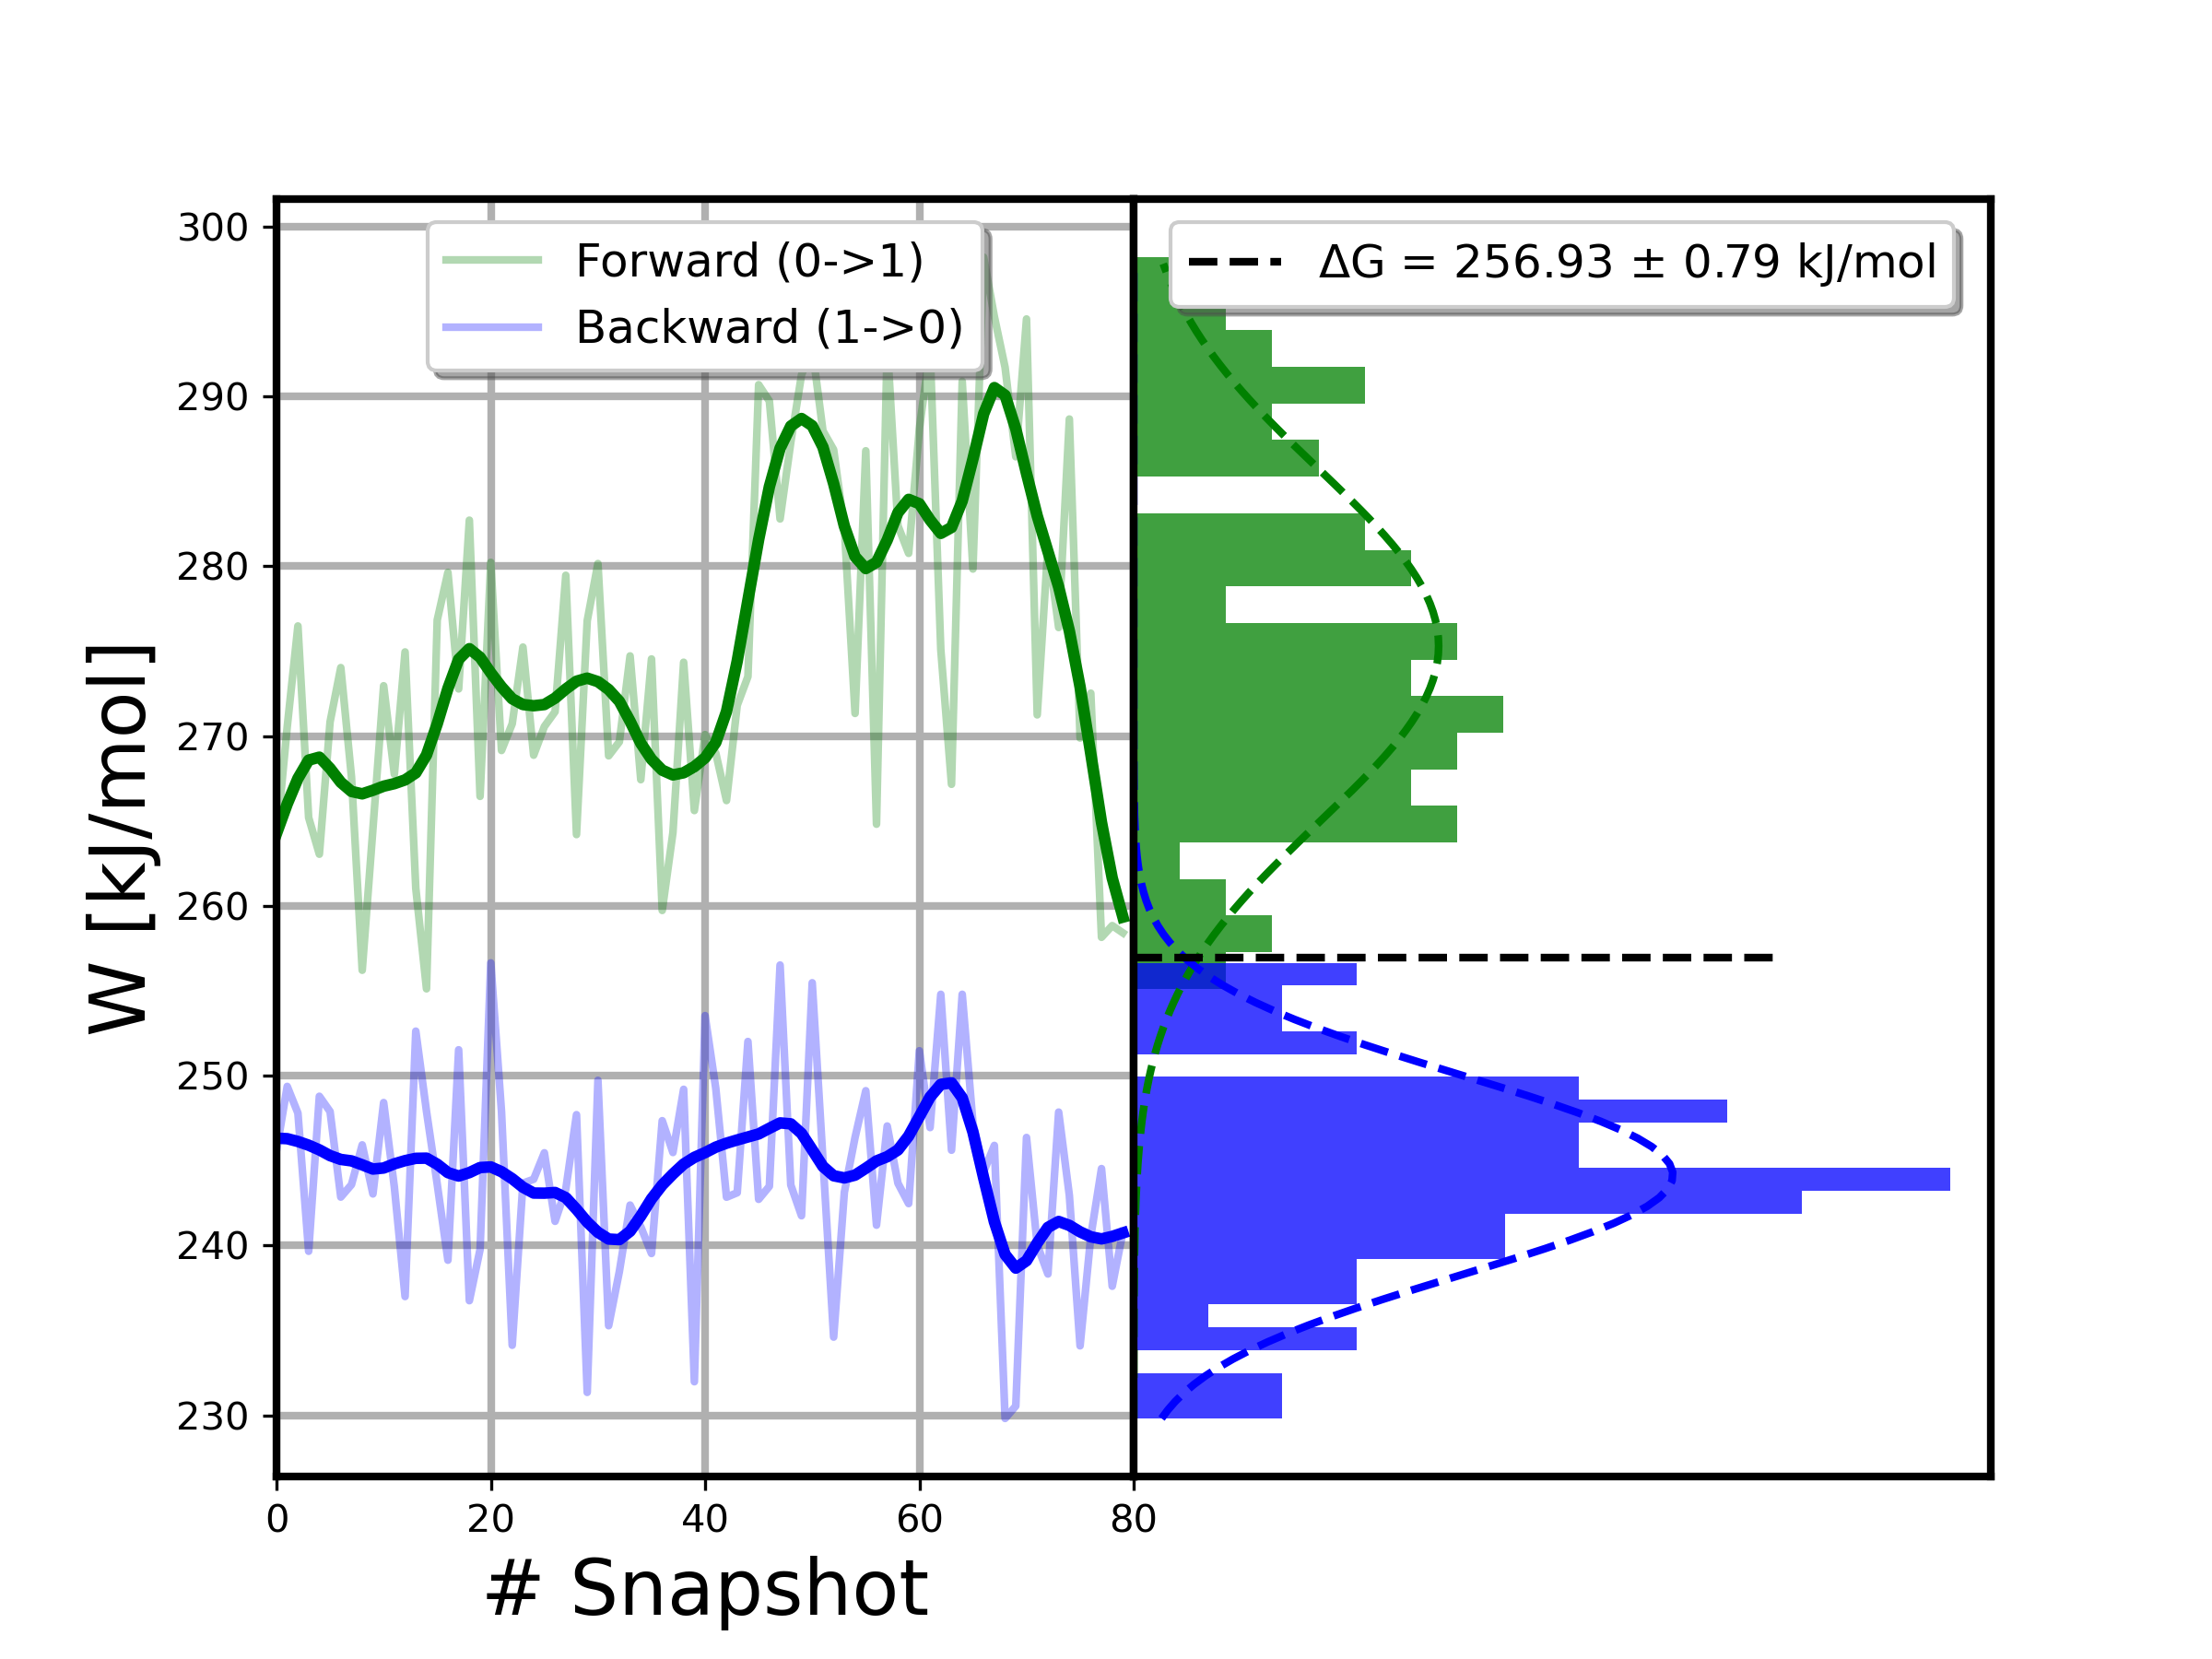 W [kJ/mol]
300
290
280
270
260
250
240
230
Forward (0->1)
Backward (1->0)
0 20 40 60 80
# Snapshot
ΔG = 256.93 ± 0.79 kJ/mol